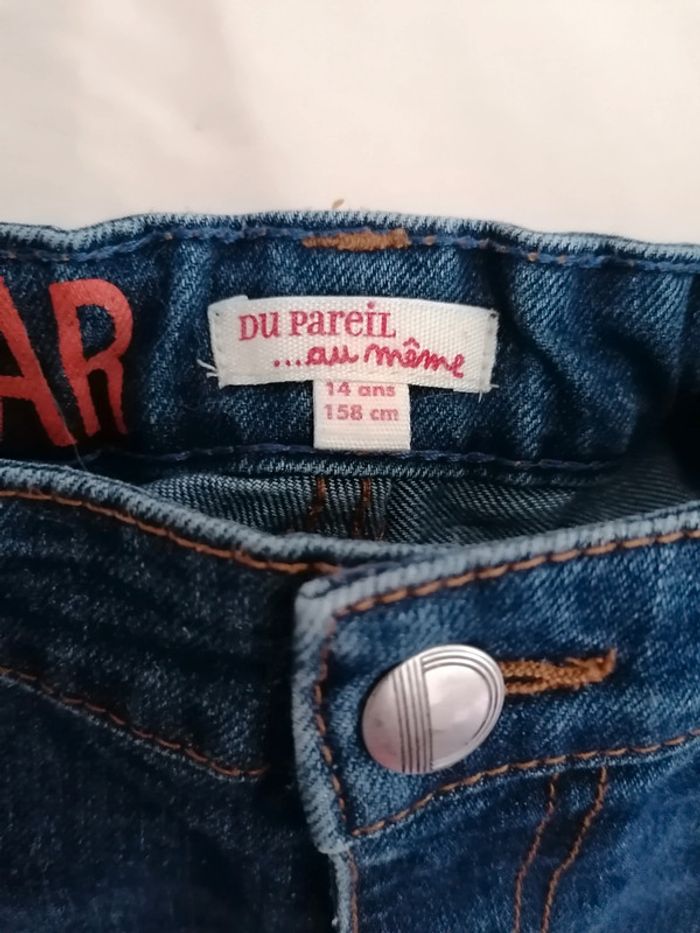 AR
DU PAREIL
...au même
14 ans
158 cm